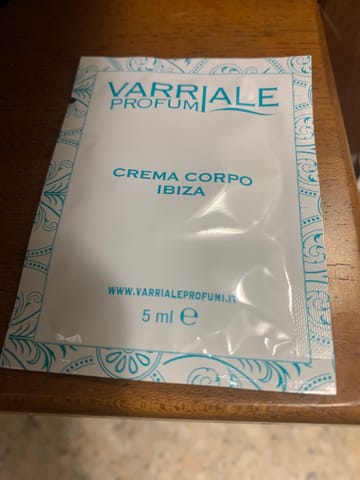 VARRIALE
PROFUMI
CREMA CORPO
IBIZA
WWW.VARRIALEPROFUMI.IT
5 ml ℮